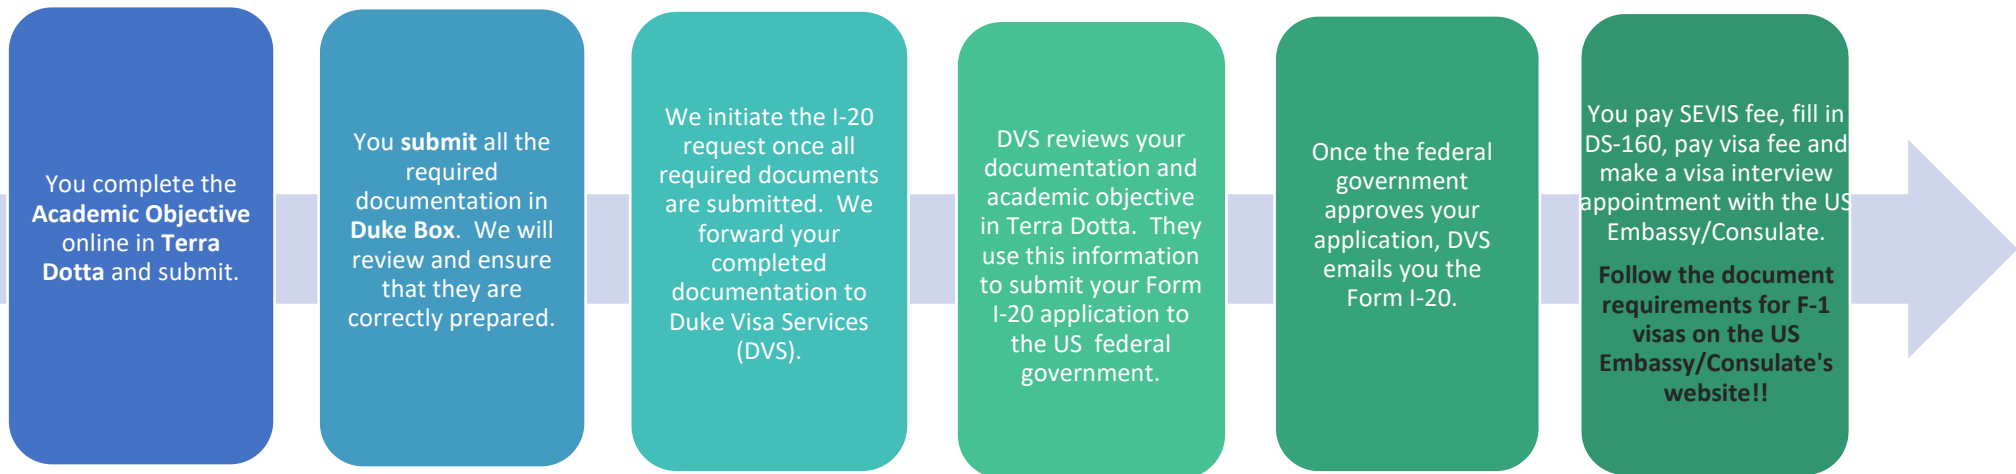 You complete the
Academic Objective
online in Terra
Dotta and submit.
You submit all the
required
documentation in
Duke Box.  We will
review and ensure
that they are
correctly prepared.
We initiate the I-20
request once all
required documents
are submitted.  We
forward your
completed
documentation to
Duke Visa Services
(DVS).
DVS reviews your
documentation and
academic objective
in Terra Dotta.  They
use this information
to submit your Form
I-20 application to
the US  federal
government.
Once the federal
government
approves your
application, DVS
emails you the
Form I-20.
You pay SEVIS fee, fill in
DS-160, pay visa fee and
make a visa interview
appointment with the US
Embassy/Consulate.
Follow the document
requirements for F-1
visas on the US
Embassy/Consulate's
website!!